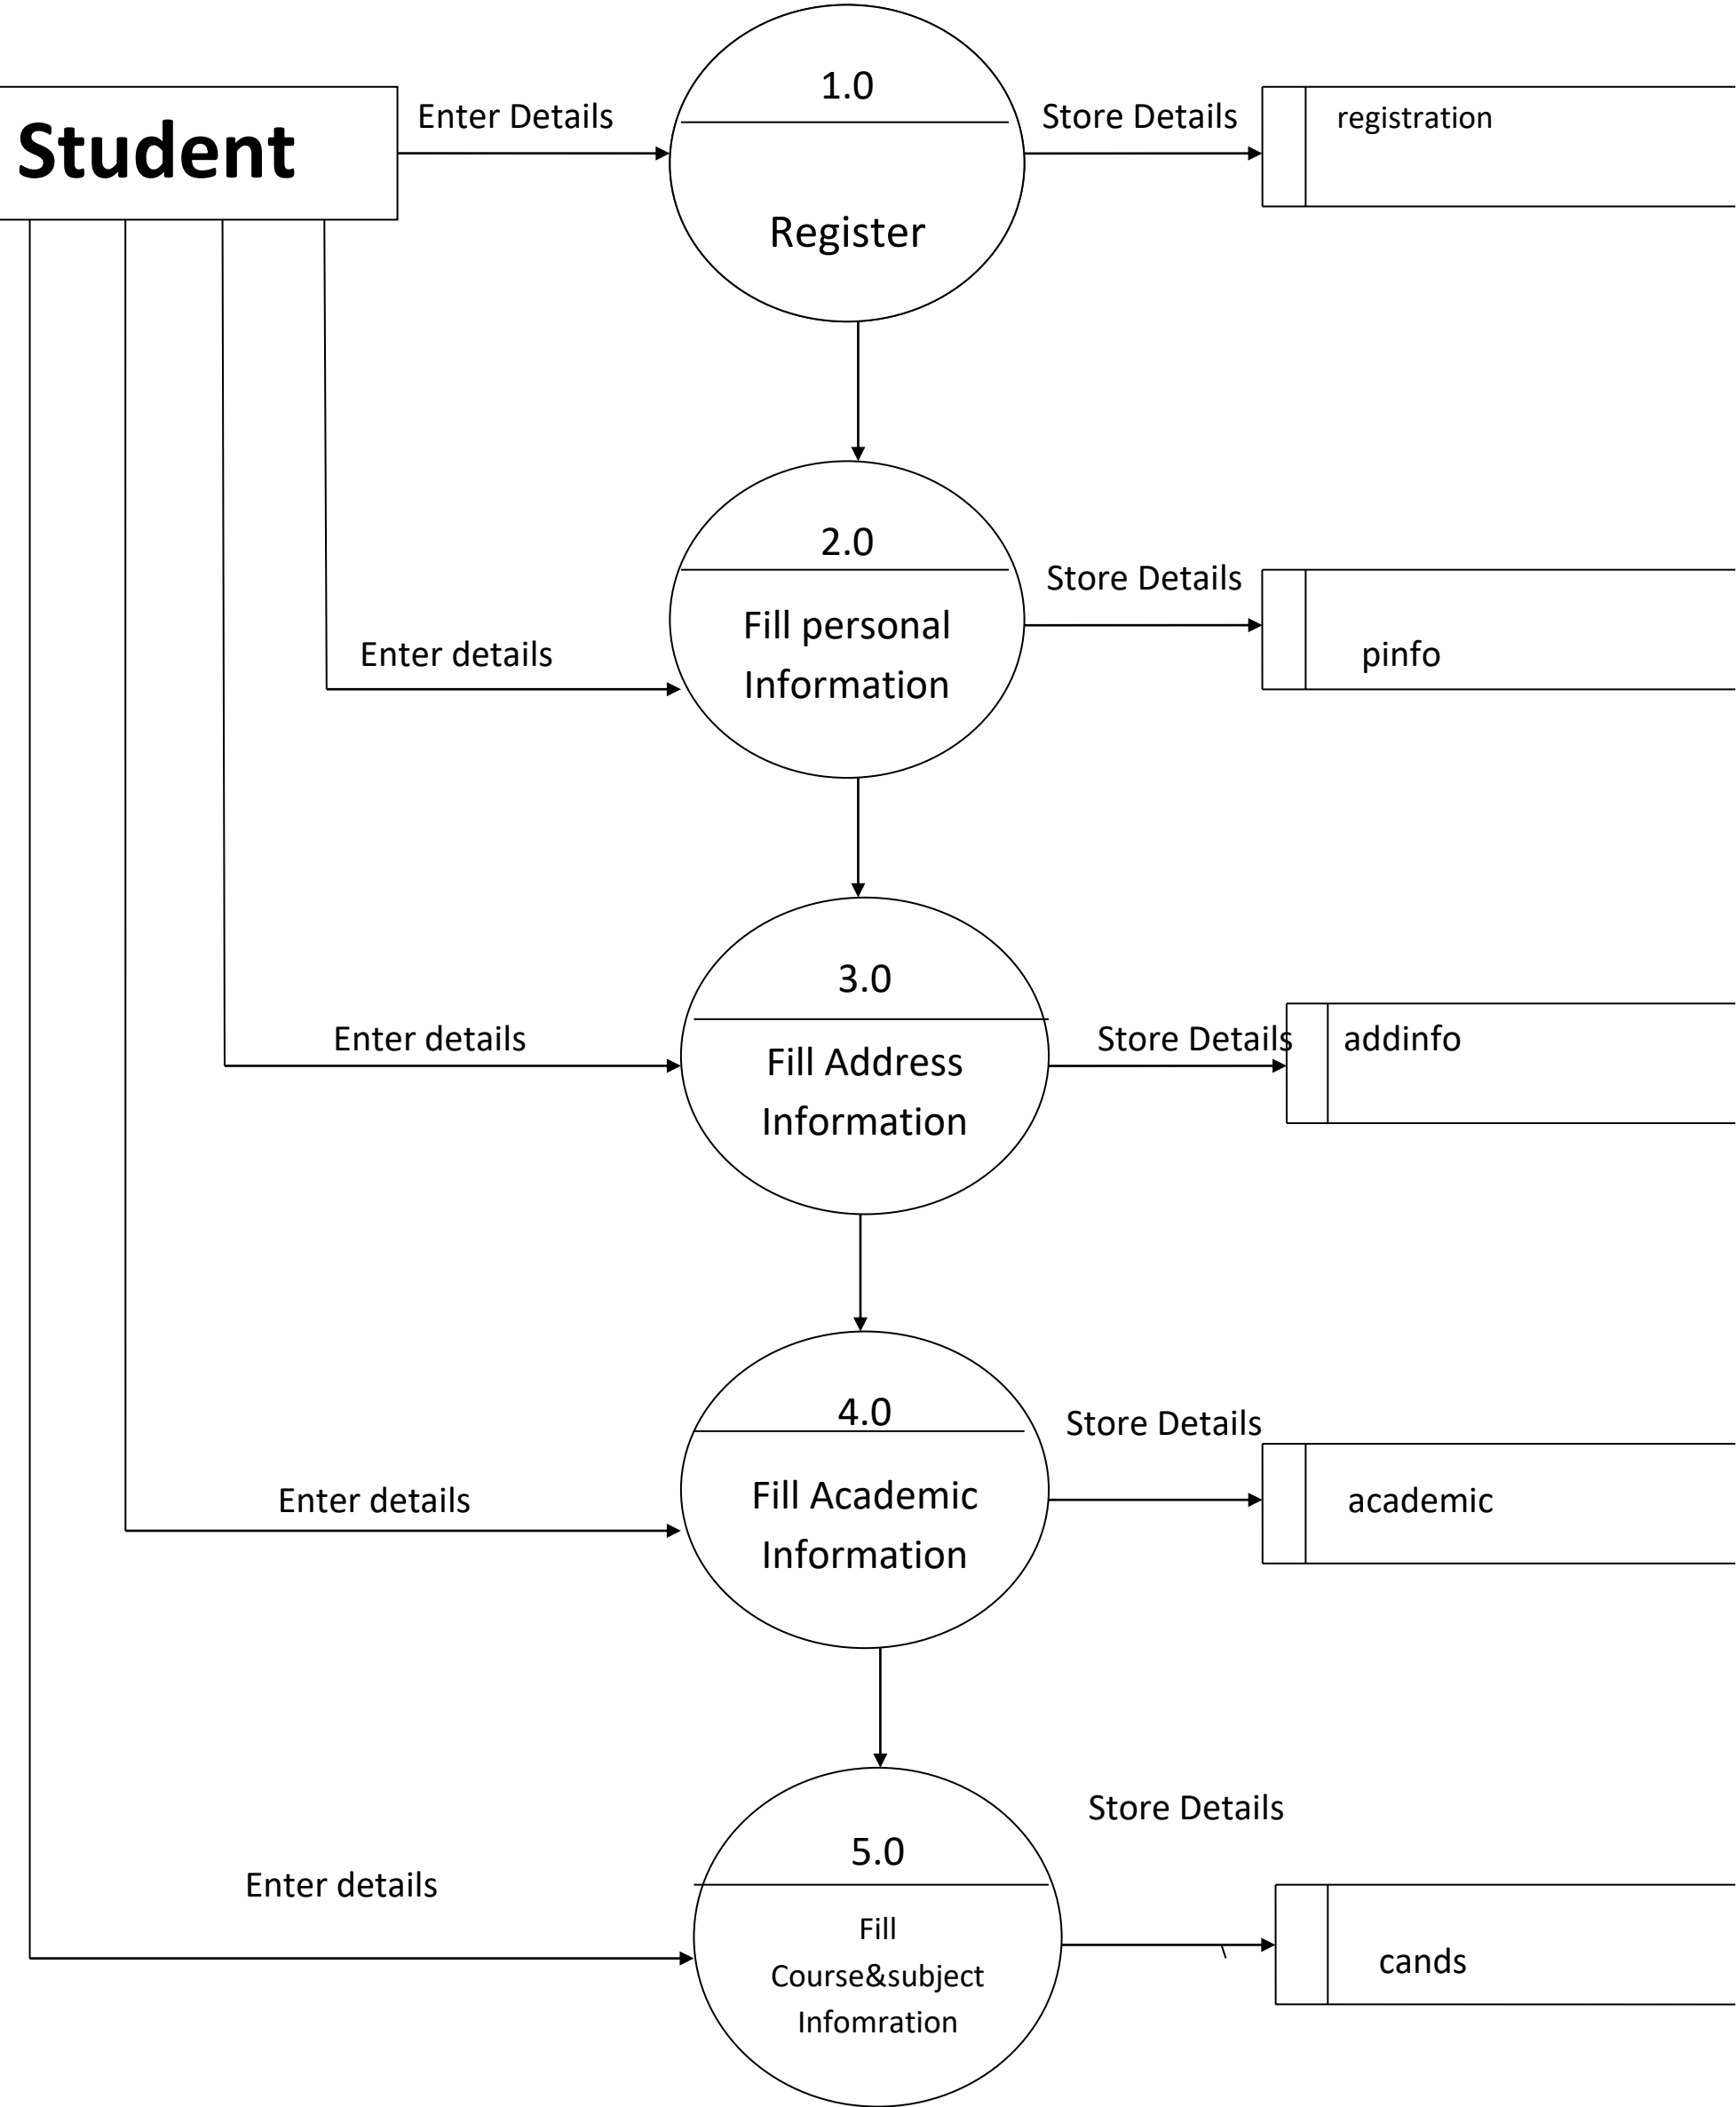 1.0
Student
Enter Details
Store Details
registration
Register
2.0
Store Details
Fill personal
Information
Enter details
pinfo
3.0
Enter details
Store Details
addinfo
Fill Address
Information
4.0
Store Details
Enter details
Fill Academic
Information
academic
Store Details
5.0
Enter details
Fill
Course&subject
Infomration
\
cands